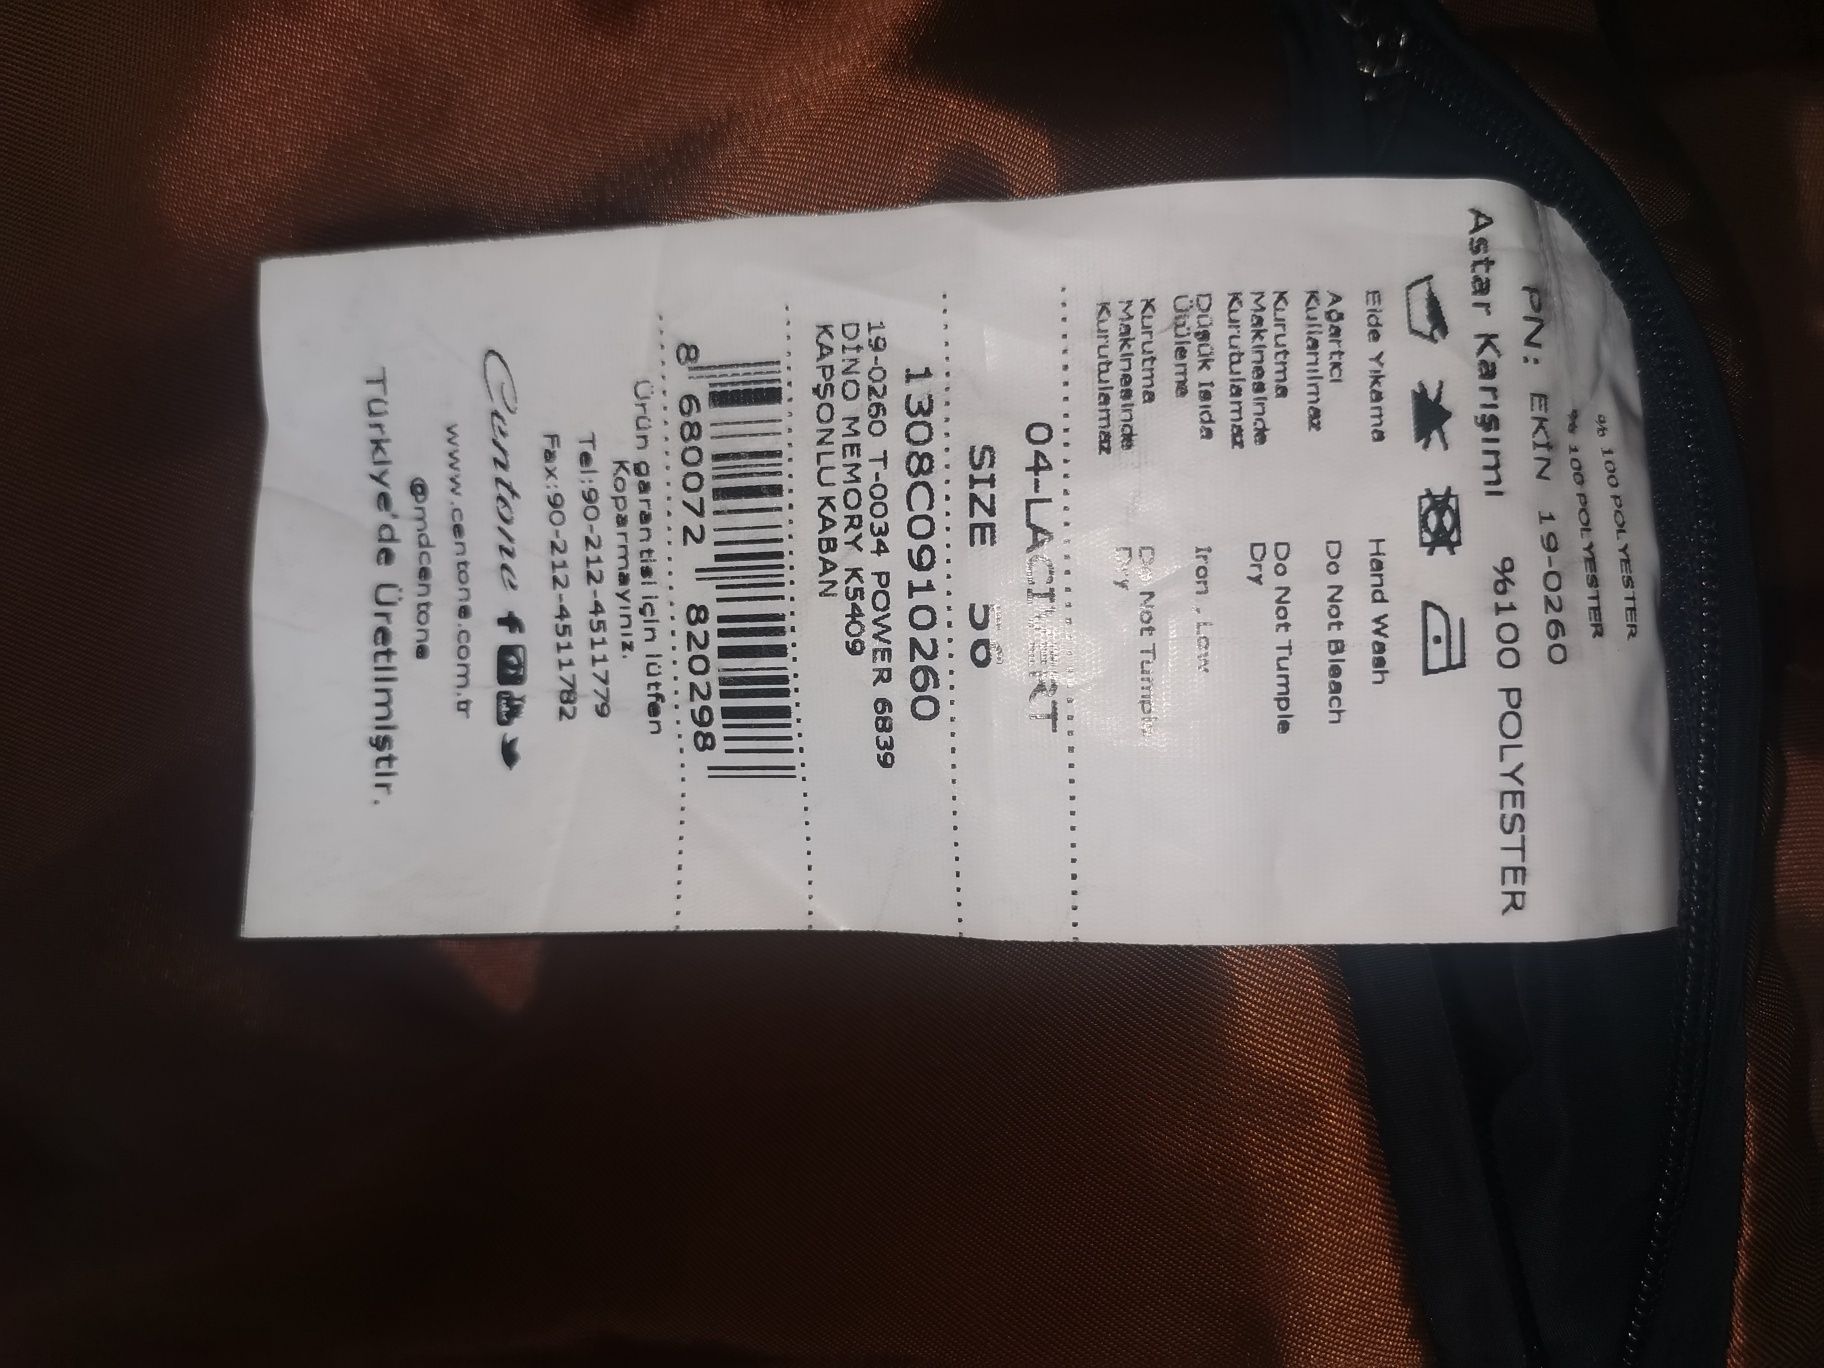 % 100 POLYESTER
% 100 POLYESTER
PN: EKİN 19-0260
Astar Karışımı %100 POLYESTER
Elde Yıkama Hand Wash
Ağartıcı Do Not Bleach
Kullanılmaz
Kurutma Do Not Tumple
Makinesinde Dry
Kurutulamaz
Düşük Isıda Iron , Low
Ütüleme
Kurutma Do Not Tumple
Makinesinde Dry
Kurutulamaz
04-LACİVERT
SIZE 56
1308C0910260
19-0260 T-0034 POWER 6839
DİNO MEMORY K5409
KAPŞONLU KABAN
8 680072 820298
Ürün garantisi için lütfen
Koparmayınız.
Tel:90-212-4511779
Fax:90-212-4511782
Centone
www.centone.com.tr
@mdcentone
Türkiye'de Üretilmiştir.